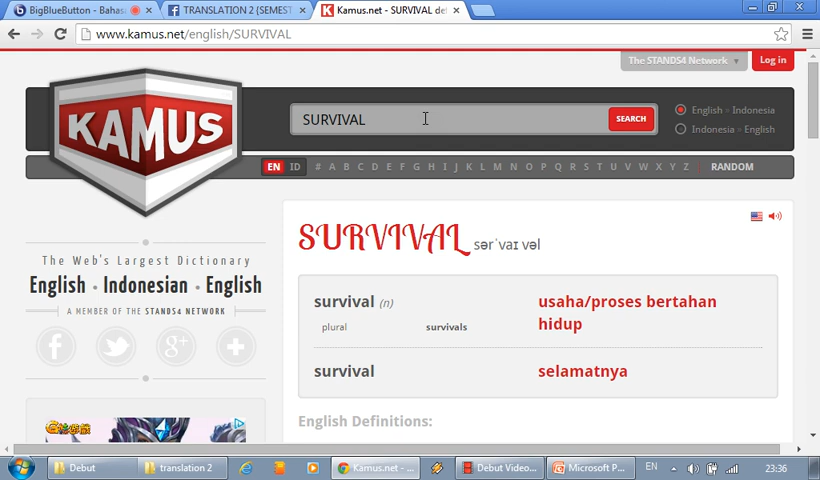 BigBlueButton - Bahasa
TRANSLATION 2 (SEMEST
Kamus.net - SURVIVAL de
www.kamus.net/english/SURVIVAL
The STANDS4 Network
Log in
KAMUS
SURVIVAL
SEARCH
English » Indonesia
Indonesia » English
EN ID # A B C D E F G H I J K L M N O P Q R S T U V W X Y Z RANDOM
The Web's Largest Dictionary
English • Indonesian • English
A MEMBER OF THE STANDS4 NETWORK
SURVIVAL sərˈvaɪ vəl
survival (n) usaha/proses bertahan
hidup
plural survivals
survival selamatnya
English Definitions:
Debut
translation 2
Kamus.net - ...
Debut Video...
Microsoft P...
EN
23:36